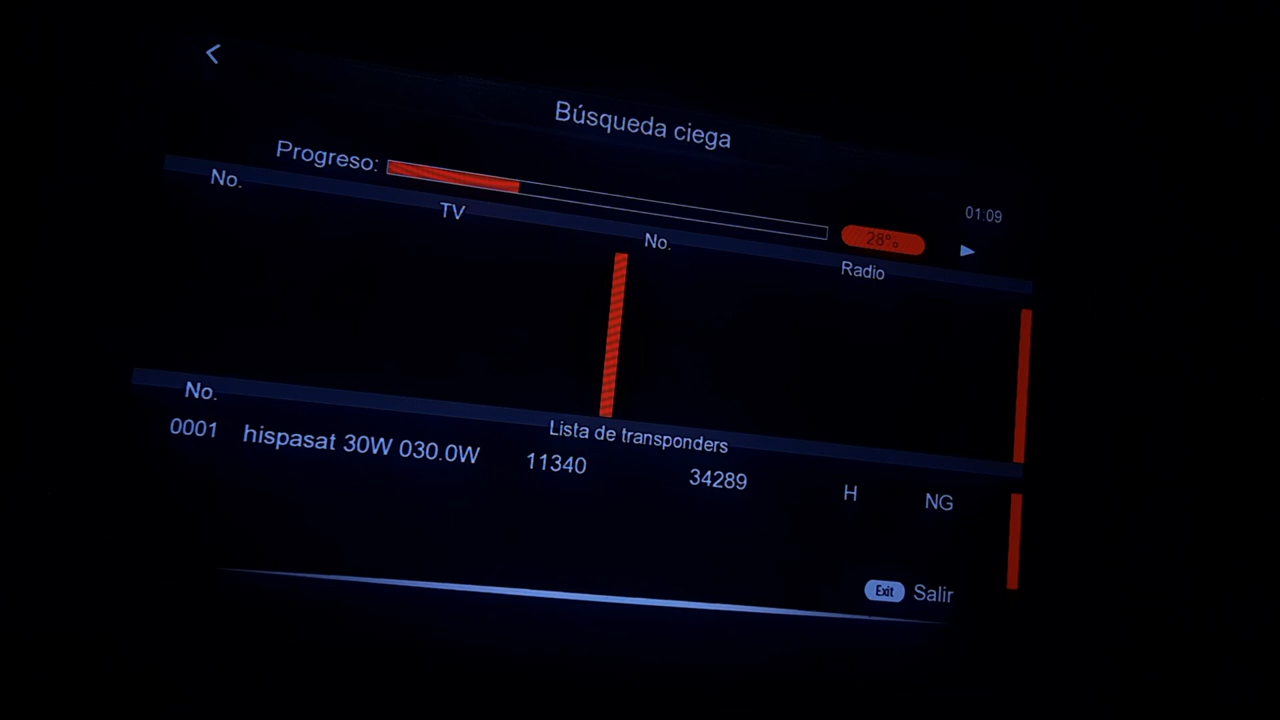 Búsqueda ciega
Progreso:
28%
01:09
No. TV No. Radio
No. Lista de transponders
0001 hispasat 30W 030.0W 11340 34289 H NG
Exit Salir